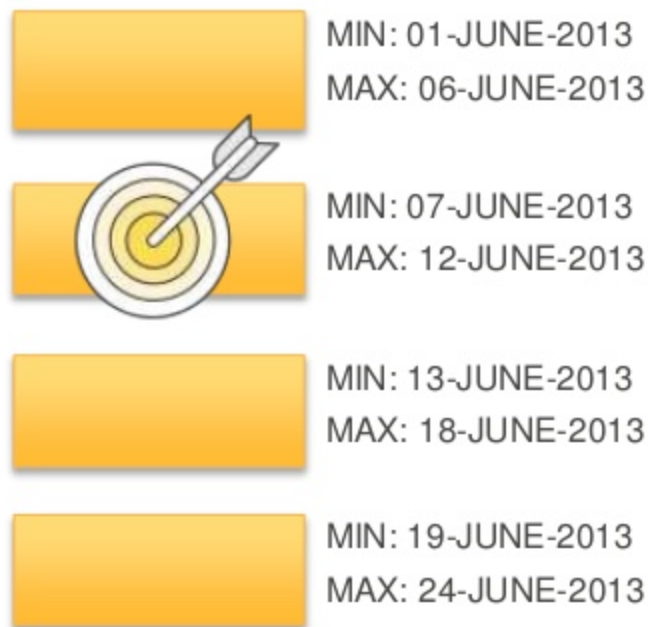 MIN: 01-JUNE-2013
MAX: 06-JUNE-2013
MIN: 07-JUNE-2013
MAX: 12-JUNE-2013
MIN: 13-JUNE-2013
MAX: 18-JUNE-2013
MIN: 19-JUNE-2013
MAX: 24-JUNE-2013